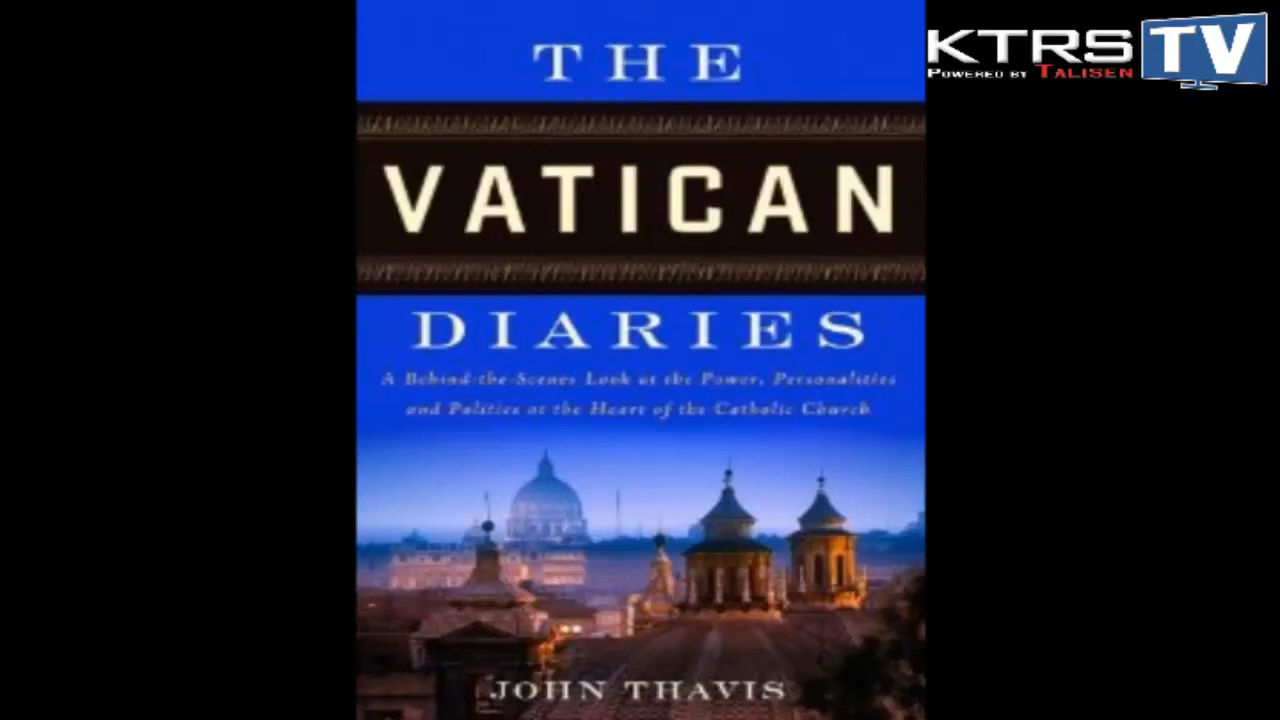 THE
VATICAN
DIARIES
A Behind-the-Scenes Look at the Power, Personalities
and Politics at the Heart of the Catholic Church
JOHN THAVIS
KTRS TV
POWERED BY TALISEN